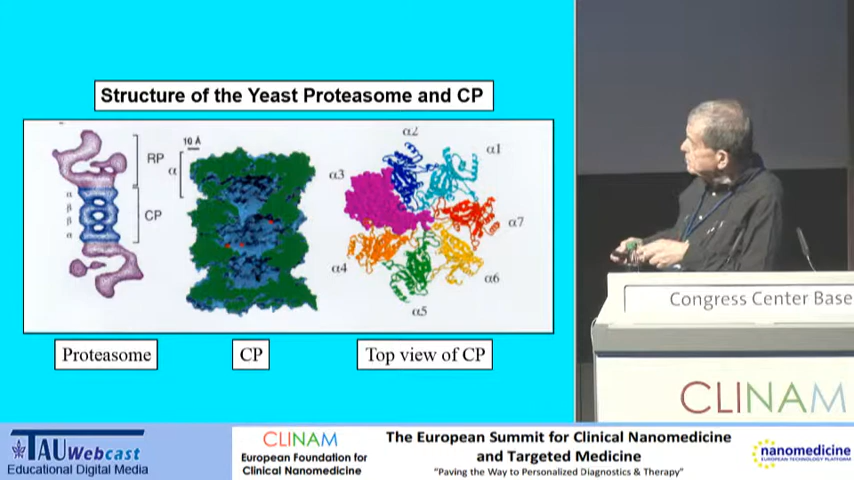 Structure of the Yeast Proteasome and CP
10 Å
RP
α
CP
α
β
β
α
α2
α1
α3
α7
α4
α6
α5
Proteasome
CP
Top view of CP
Congress Center Base
CLINAM
TAU Webcast
Educational Digital Media
CLINAM
European Foundation for
Clinical Nanomedicine
The European Summit for Clinical Nanomedicine
and Targeted Medicine
"Paving the Way to Personalized Diagnostics & Therapy"
nanomedicine
EUROPEAN TECHNOLOGY PLATFORM